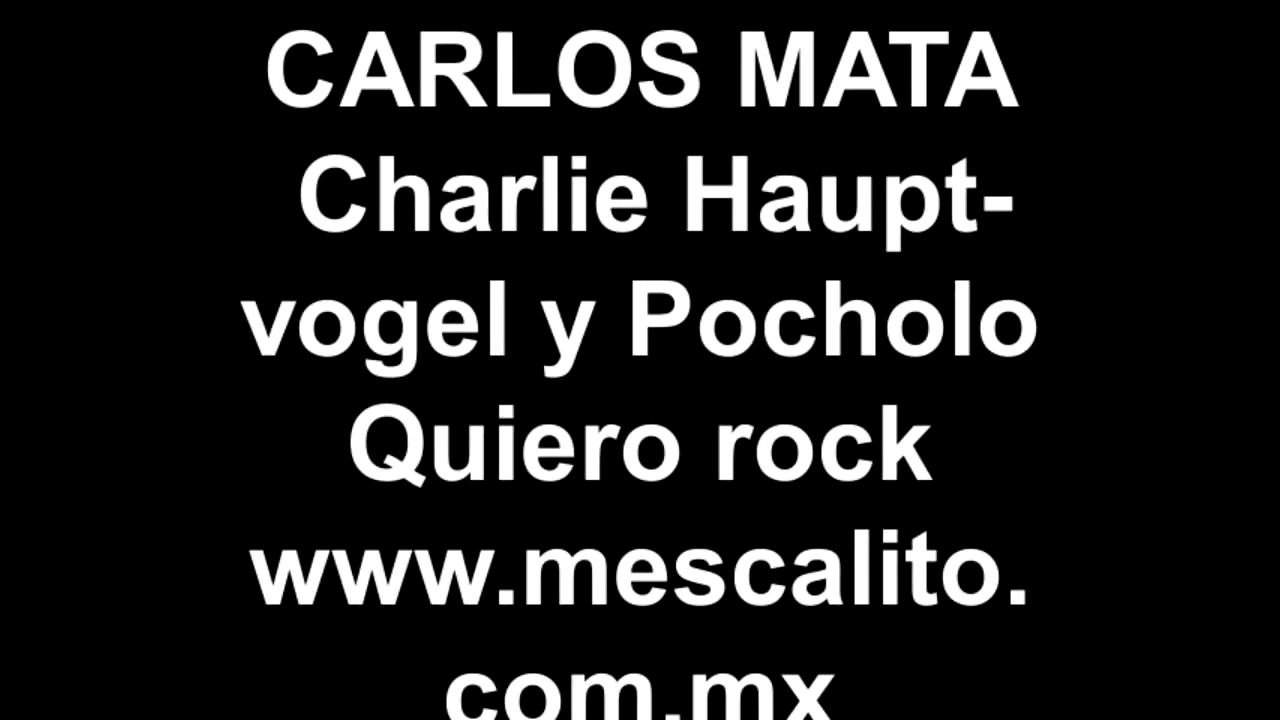 CARLOS MATA
Charlie Haupt-
vogel y Pocholo
Quiero rock
www.mescalito.
com.mx